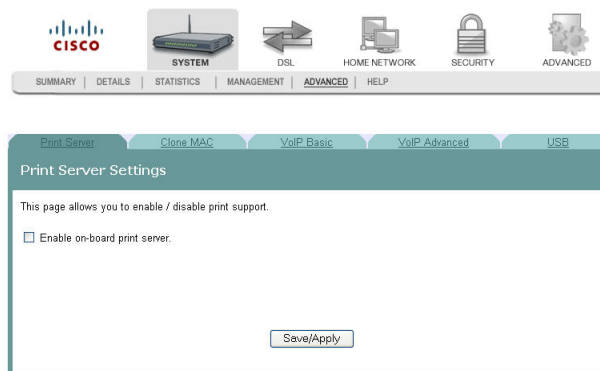 CISCO
SYSTEM
DSL
HOME NETWORK
SECURITY
ADVANCED
SUMMARY | DETAILS | STATISTICS | MANAGEMENT | ADVANCED | HELP
Print Server
Clone MAC
VoIP Basic
VoIP Advanced
USB
Print Server Settings
This page allows you to enable / disable print support.
Enable on-board print server.
Save/Apply